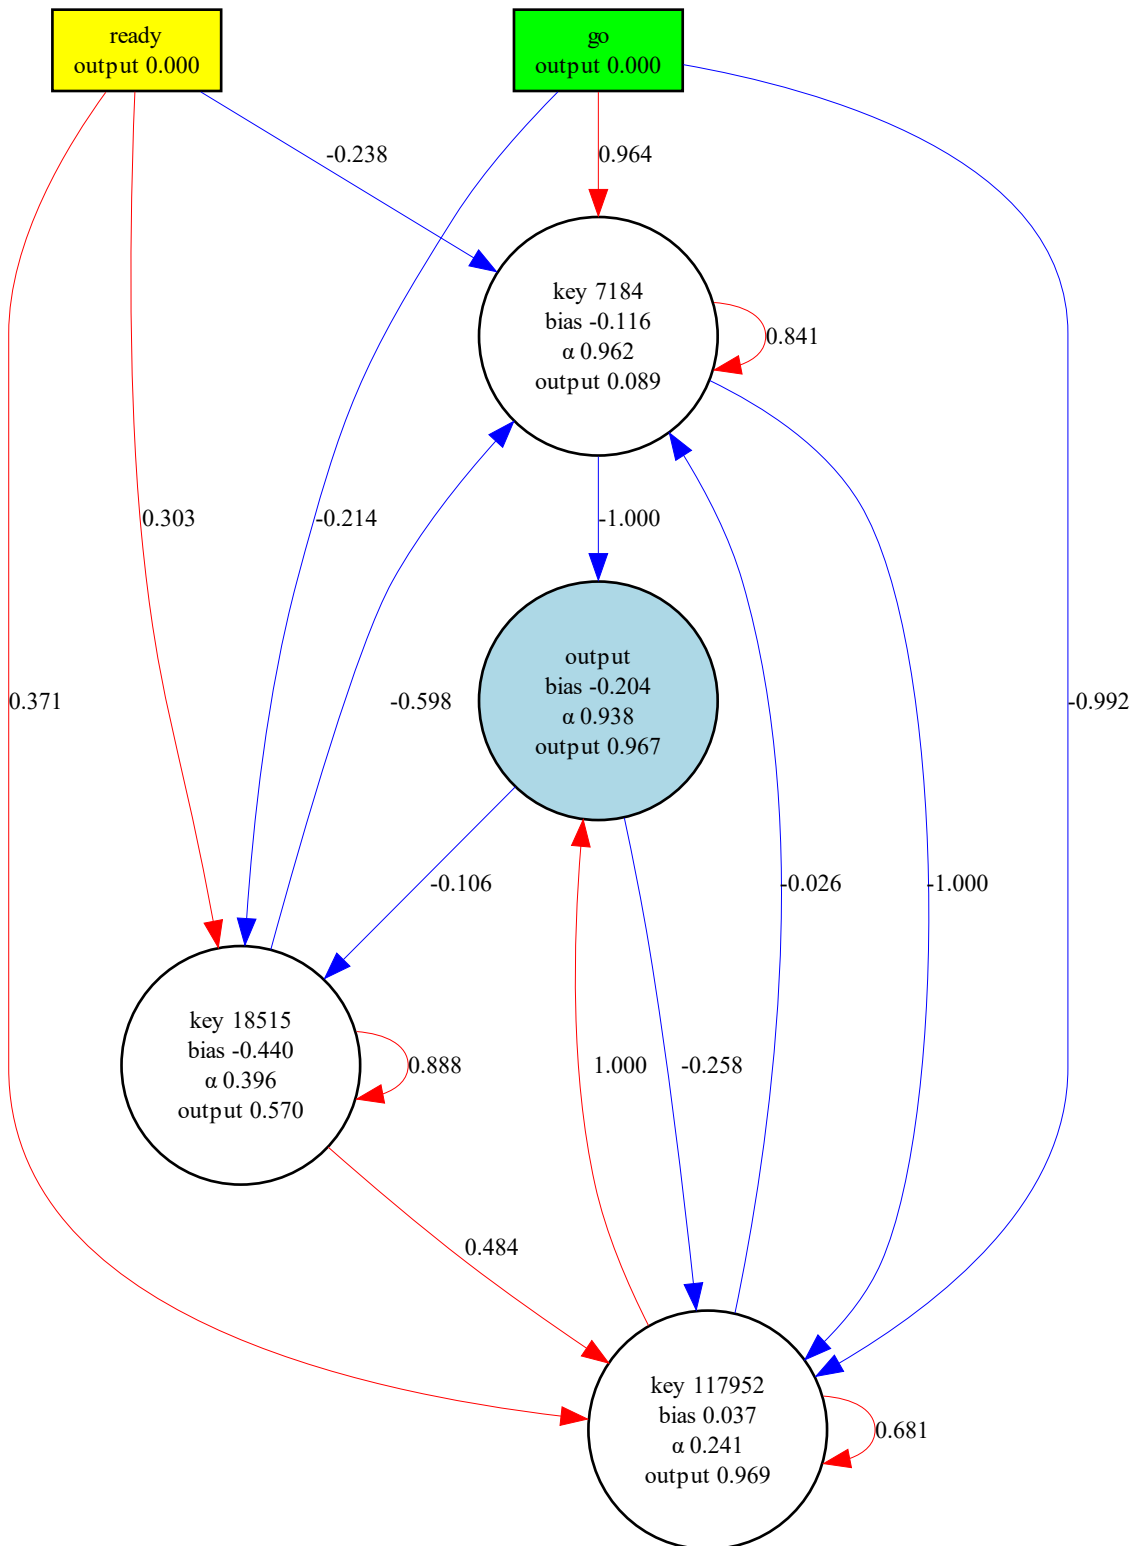 ready
output 0.000
go
output 0.000
-0.238
0.964
key 7184
bias -0.116
α 0.962
output 0.089
0.841
0.303
-0.214
-1.000
output
bias -0.204
α 0.938
output 0.967
0.371
-0.598
-0.992
-0.106
-0.026
-1.000
key 18515
bias -0.440
α 0.396
output 0.570
0.888
1.000
-0.258
0.484
key 117952
bias 0.037
α 0.241
output 0.969
0.681